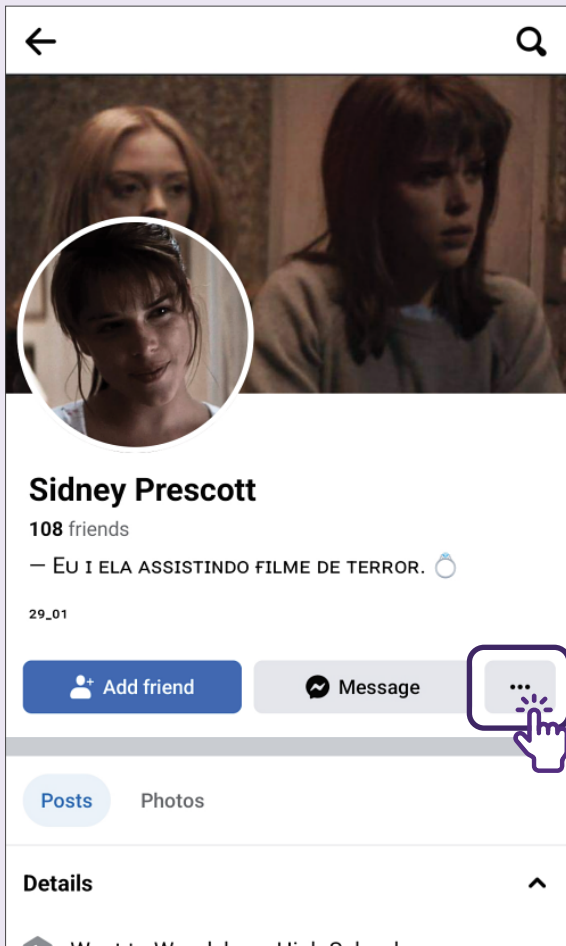 Sidney Prescott
108 friends
— Eu i ela assistindo filme de terror. 💍
29_01
Add friend
Message
...
Posts
Photos
Details